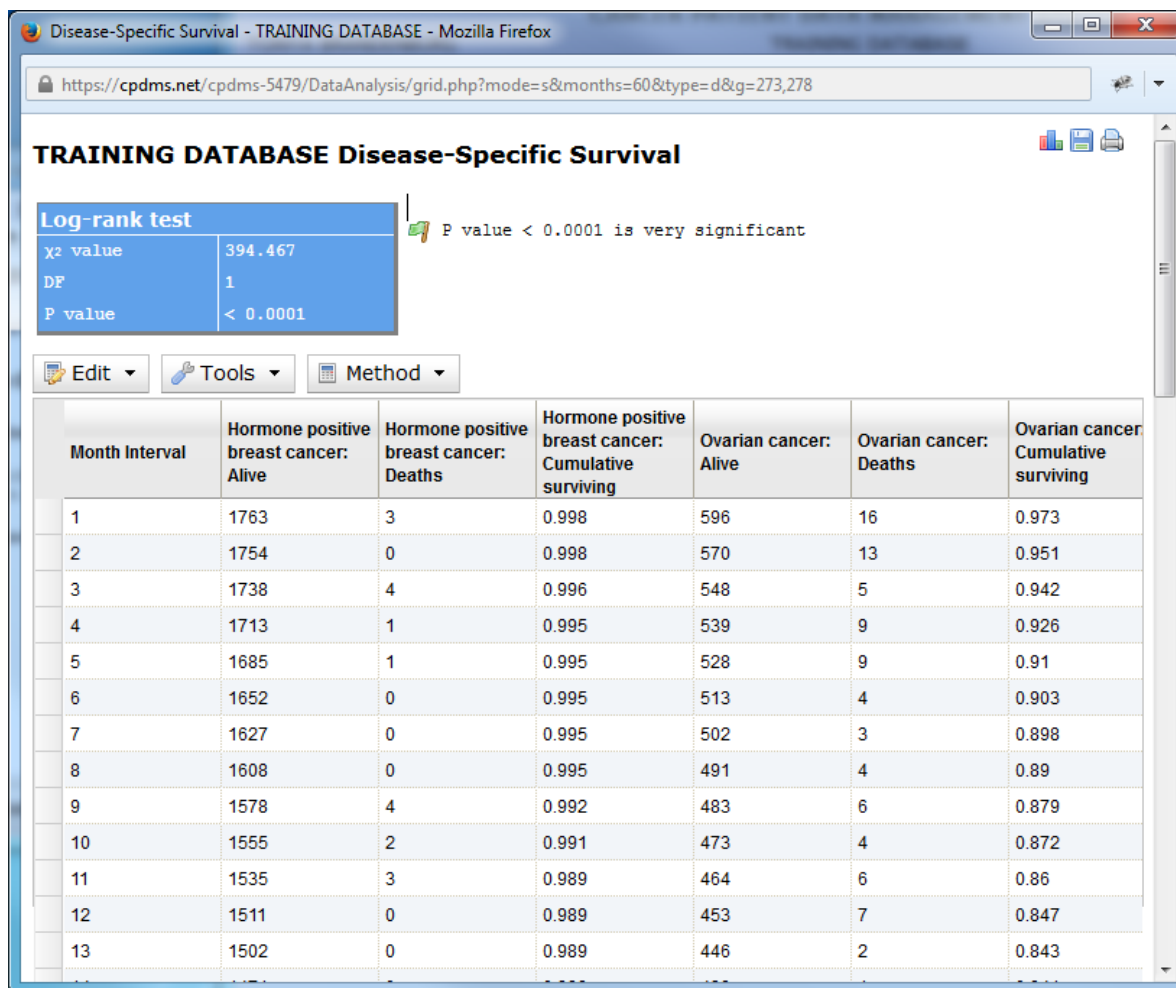 Disease-Specific Survival - TRAINING DATABASE - Mozilla Firefox
https://cpdms.net/cpdms-5479/DataAnalysis/grid.php?mode=s&months=60&type=d&g=273,278
TRAINING DATABASE Disease-Specific Survival
Log-rank test
χ2 value 394.467
DF 1
P value < 0.0001
P value < 0.0001 is very significant
Edit Tools Method
Month Interval
Hormone positive
breast cancer:
Alive
Hormone positive
breast cancer:
Deaths
Hormone positive
breast cancer:
Cumulative
surviving
Ovarian cancer:
Alive
Ovarian cancer:
Deaths
Ovarian cancer:
Cumulative
surviving
1 1763 3 0.998 596 16 0.973
2 1754 0 0.998 570 13 0.951
3 1738 4 0.996 548 5 0.942
4 1713 1 0.995 539 9 0.926
5 1685 1 0.995 528 9 0.91
6 1652 0 0.995 513 4 0.903
7 1627 0 0.995 502 3 0.898
8 1608 0 0.995 491 4 0.89
9 1578 4 0.992 483 6 0.879
10 1555 2 0.991 473 4 0.872
11 1535 3 0.989 464 6 0.86
12 1511 0 0.989 453 7 0.847
13 1502 0 0.989 446 2 0.843